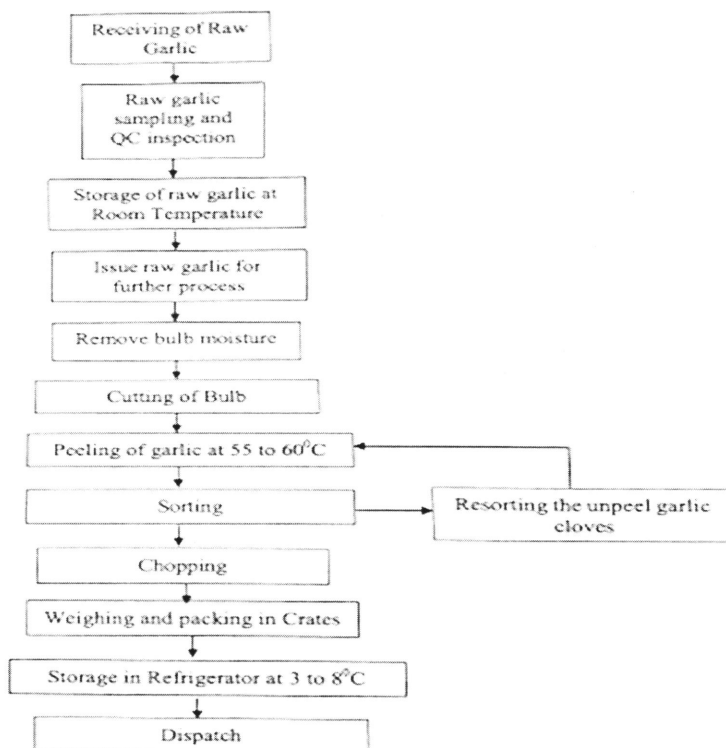 Receiving of Raw
Garlic
Raw garlic
sampling and
QC inspection
Storage of raw garlic at
Room Temperature
Issue raw garlic for
further process
Remove bulb moisture
Cutting of Bulb
Peeling of garlic at 55 to 60⁰C
Sorting
Resorting the unpeel garlic
cloves
Chopping
Weighing and packing in Crates
Storage in Refrigerator at 3 to 8⁰C
Dispatch